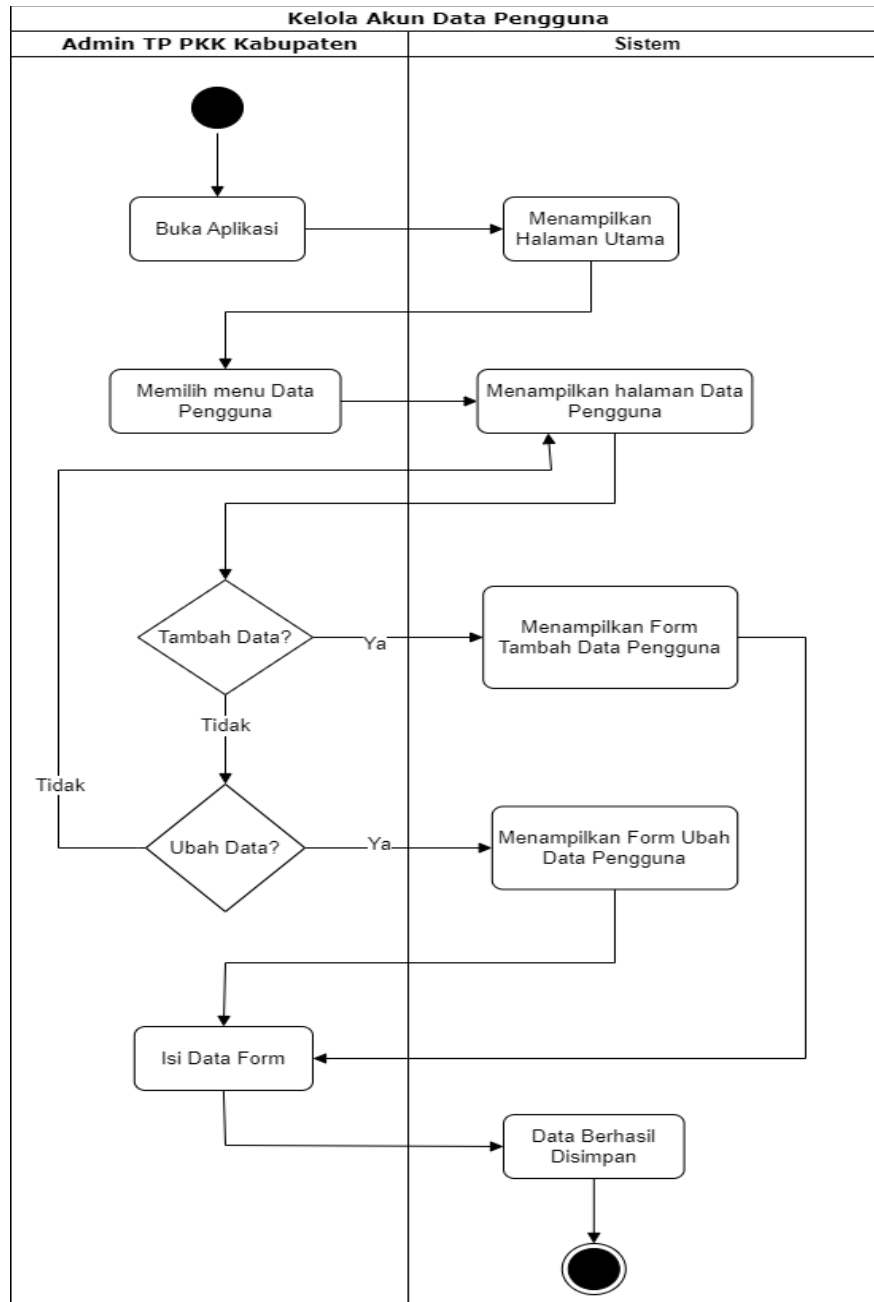 Kelola Akun Data Pengguna
Admin TP PKK Kabupaten
Sistem
Buka Aplikasi
Menampilkan
Halaman Utama
Memilih menu Data
Pengguna
Menampilkan halaman Data
Pengguna
Tambah Data?
Ya
Menampilkan Form
Tambah Data Pengguna
Tidak
Tidak
Ubah Data?
Ya
Menampilkan Form Ubah
Data Pengguna
Isi Data Form
Data Berhasil
Disimpan